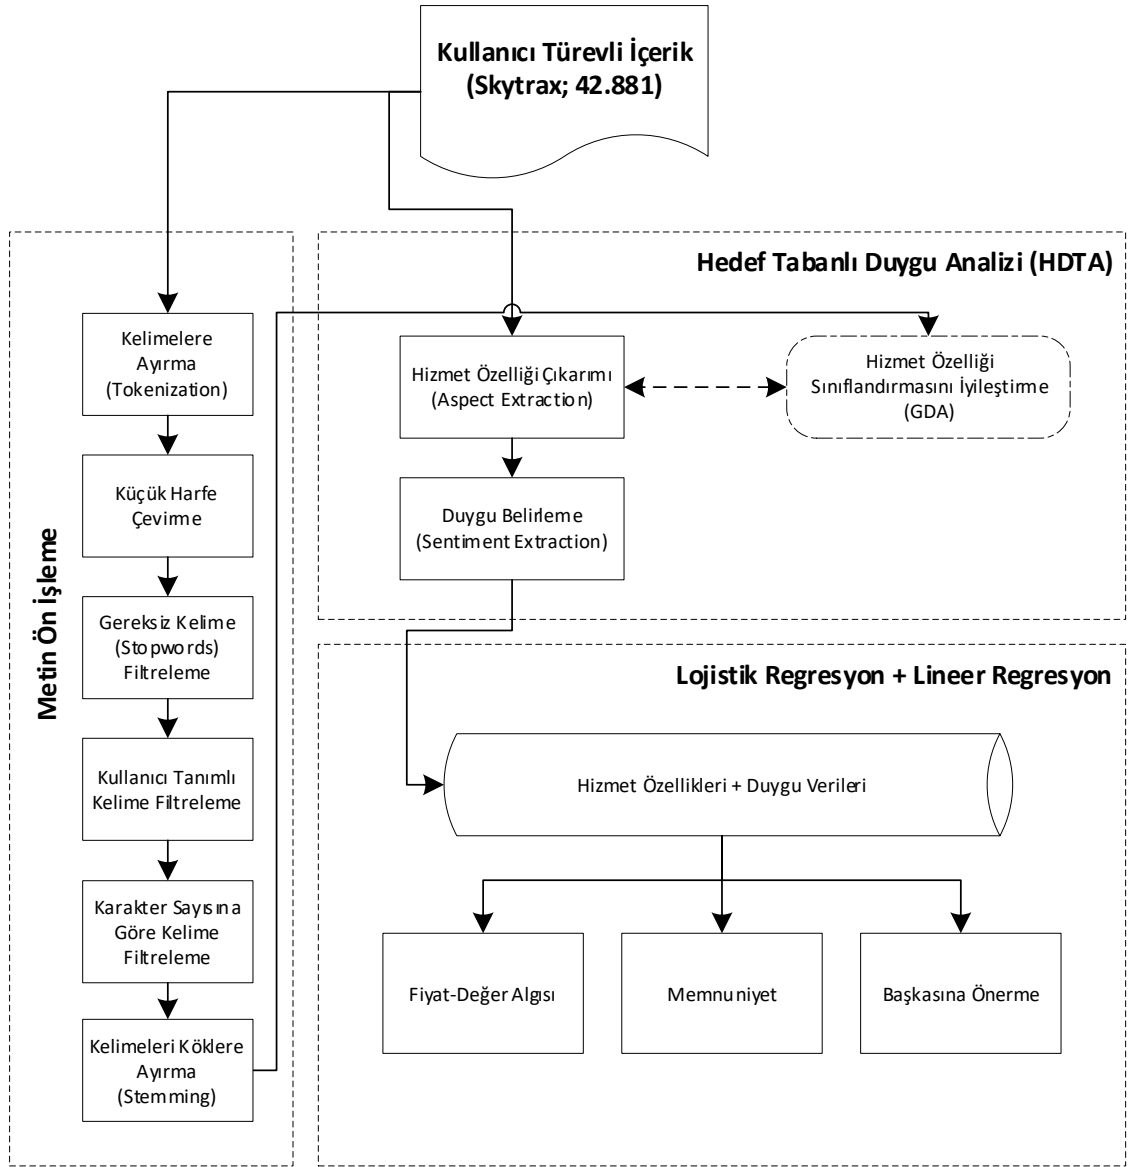 Kullanıcı Türevli İçerik
(Skytrax; 42.881)
Metin Ön İşleme
Kelimelere
Ayırma
(Tokenization)
Küçük Harfe
Çevirme
Gereksiz Kelime
(Stopwords)
Filtreleme
Kullanıcı Tanımlı
Kelime Filtreleme
Karakter Sayısına
Göre Kelime
Filtreleme
Kelimeleri Köklere
Ayırma
(Stemming)
Hedef Tabanlı Duygu Analizi (HDTA)
Hizmet Özelliği Çıkarımı
(Aspect Extraction)
Hizmet Özelliği
Sınıflandırmasını İyileştirme
(GDA)
Duygu Belirleme
(Sentiment Extraction)
Lojistik Regresyon + Lineer Regresyon
Hizmet Özellikleri + Duygu Verileri
Fiyat-Değer Algısı
Memnuniyet
Başkasına Önerme